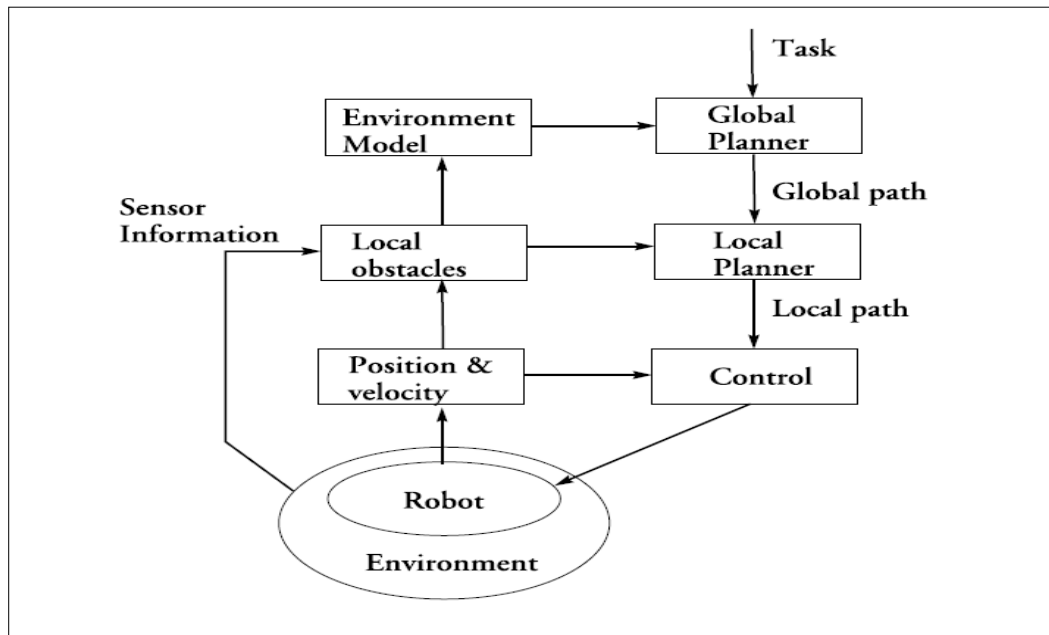 Task
Environment
Model
Global
Planner
Global path
Sensor
Information
Local
obstacles
Local
Planner
Local path
Position &
velocity
Control
Robot
Environment